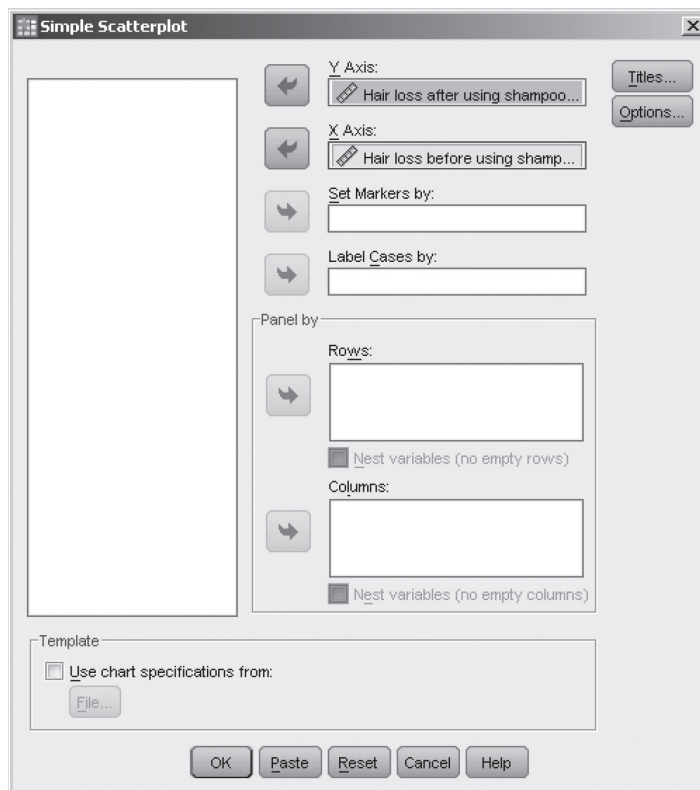 Simple Scatterplot
Y Axis:
Hair loss after using shampoo...
Titles...
Options...
X Axis:
Hair loss before using shamp...
Set Markers by:
Label Cases by:
Panel by
Rows:
Nest variables (no empty rows)
Columns:
Nest variables (no empty columns)
Template
Use chart specifications from:
File...
OK
Paste
Reset
Cancel
Help